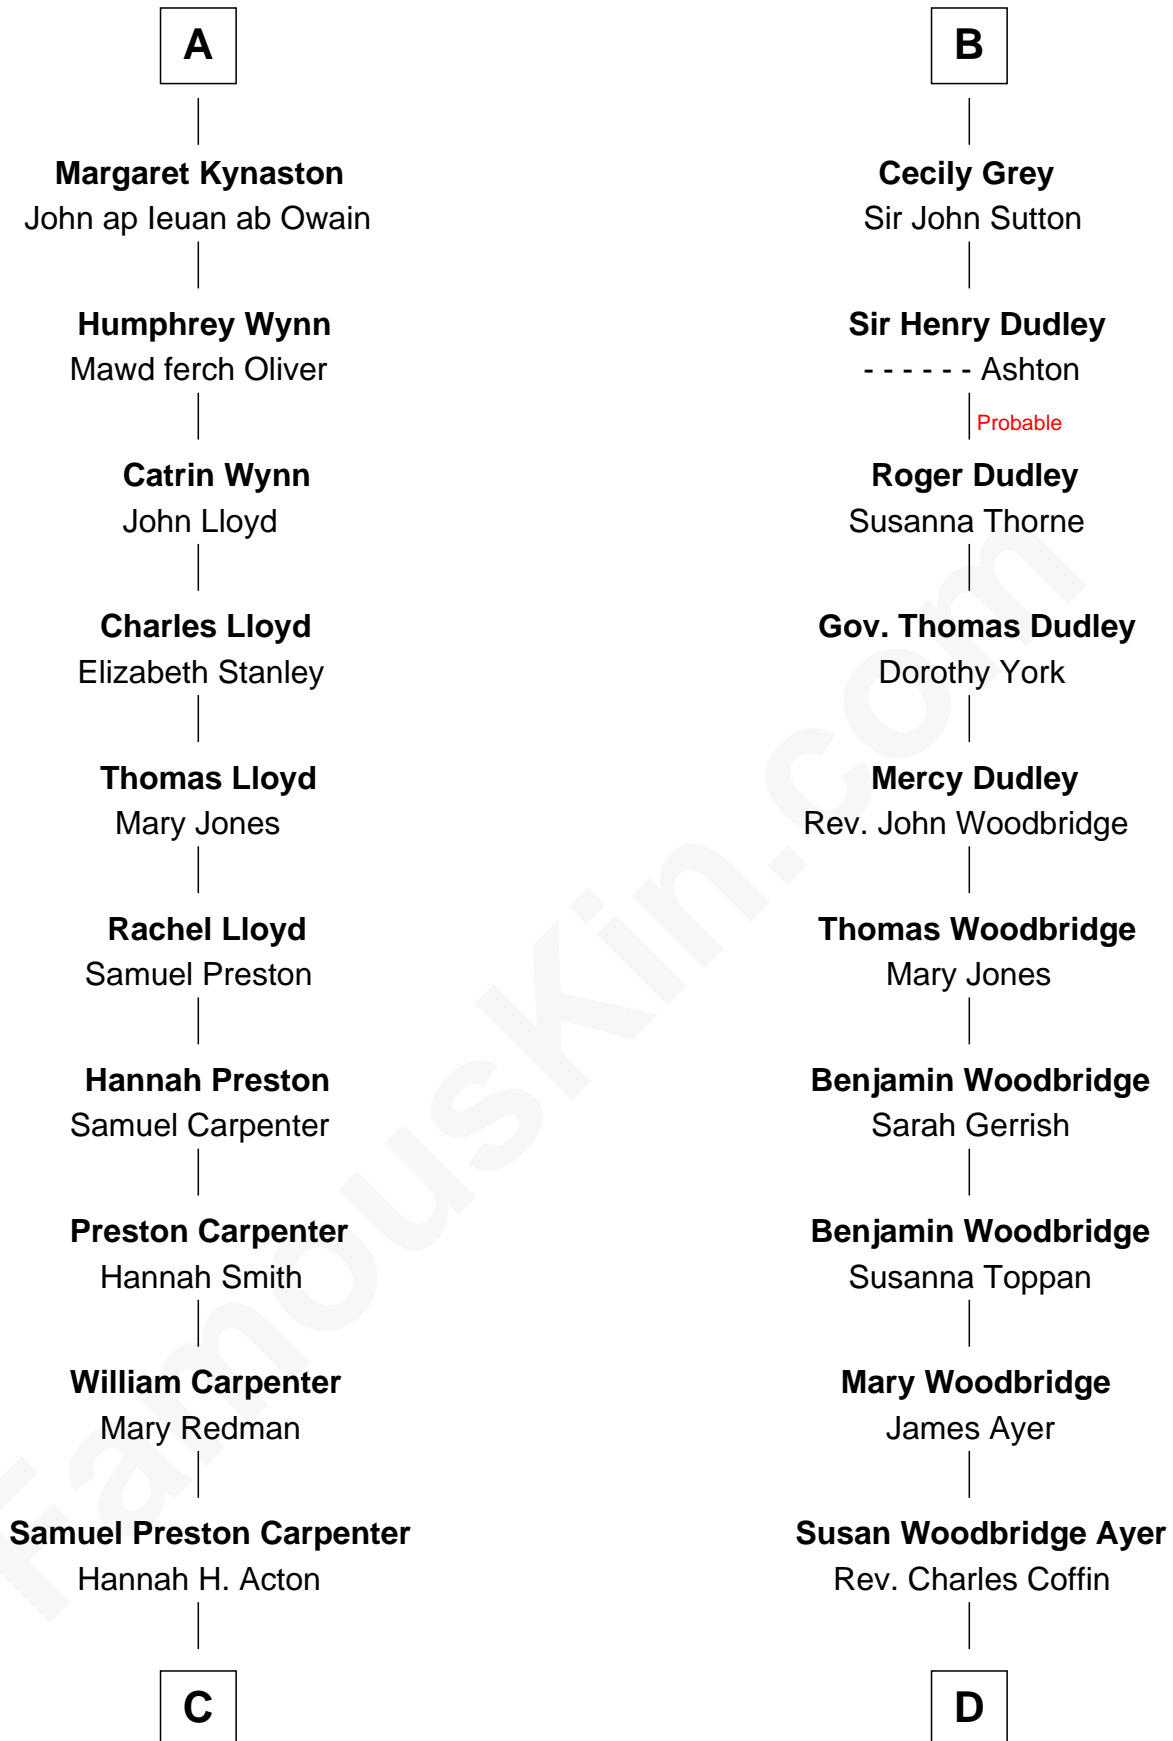 A
Margaret Kynaston
John ap Ieuan ab Owain
Humphrey Wynn
Mawd ferch Oliver
Catrin Wynn
John Lloyd
Charles Lloyd
Elizabeth Stanley
Thomas Lloyd
Mary Jones
Rachel Lloyd
Samuel Preston
Hannah Preston
Samuel Carpenter
Preston Carpenter
Hannah Smith
William Carpenter
Mary Redman
Samuel Preston Carpenter
Hannah H. Acton
C
B
Cecily Grey
Sir John Sutton
Sir Henry Dudley
- - - - - - Ashton
Probable
Roger Dudley
Susanna Thorne
Gov. Thomas Dudley
Dorothy York
Mercy Dudley
Rev. John Woodbridge
Thomas Woodbridge
Mary Jones
Benjamin Woodbridge
Sarah Gerrish
Benjamin Woodbridge
Susanna Toppan
Mary Woodbridge
James Ayer
Susan Woodbridge Ayer
Rev. Charles Coffin
D
FamousKin.com